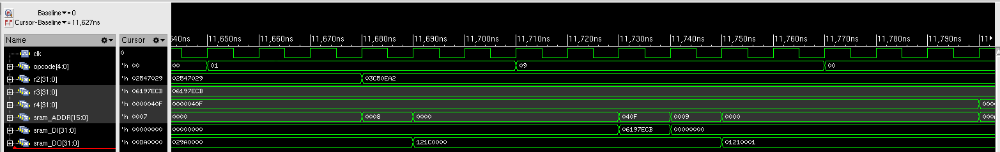 Baseline▼= 0
Cursor-Baseline▼= 11,627ns
Name Cursor 640ns 11,650ns 11,660ns 11,670ns 11,680ns 11,690ns 11,700ns 11,710ns 11,720ns 11,730ns 11,740ns 11,750ns 11,760ns 11,770ns 11,780ns 11,790ns 11
clk 0
opcode[4:0] 'h 00 00 01 09 00
r2[31:0] 'h 02547029 02547029 03C50EA2
r3[31:0] 'h 06197ECB 06197ECB
r4[31:0] 'h 0000040F 0000040F 0000
sram_ADDR[15:0] 'h 0007 0000 0008 0000 040F 0009 0000
sram_DI[31:0] 'h 00000000 00000000 06197ECB 00000000
sram_DO[31:0] 'h 00DA0000 029A0000 121C0000 01210001